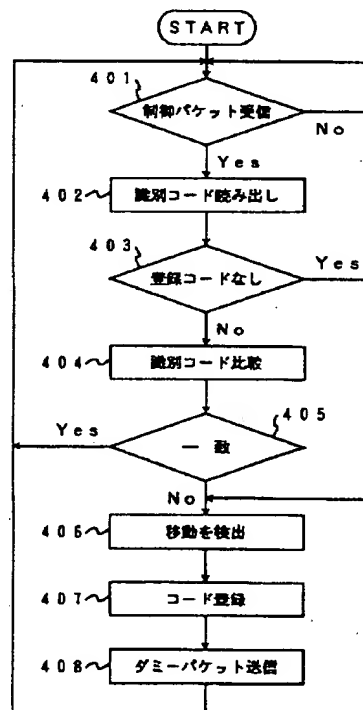 START
401
制御パケット受信
No
Yes
402
識別コード読み出し
403
登録コードなし
Yes
No
404
識別コード比較
405
Yes
一致
No
406
移動を検出
407
コード登録
408
ダミーパケット送信